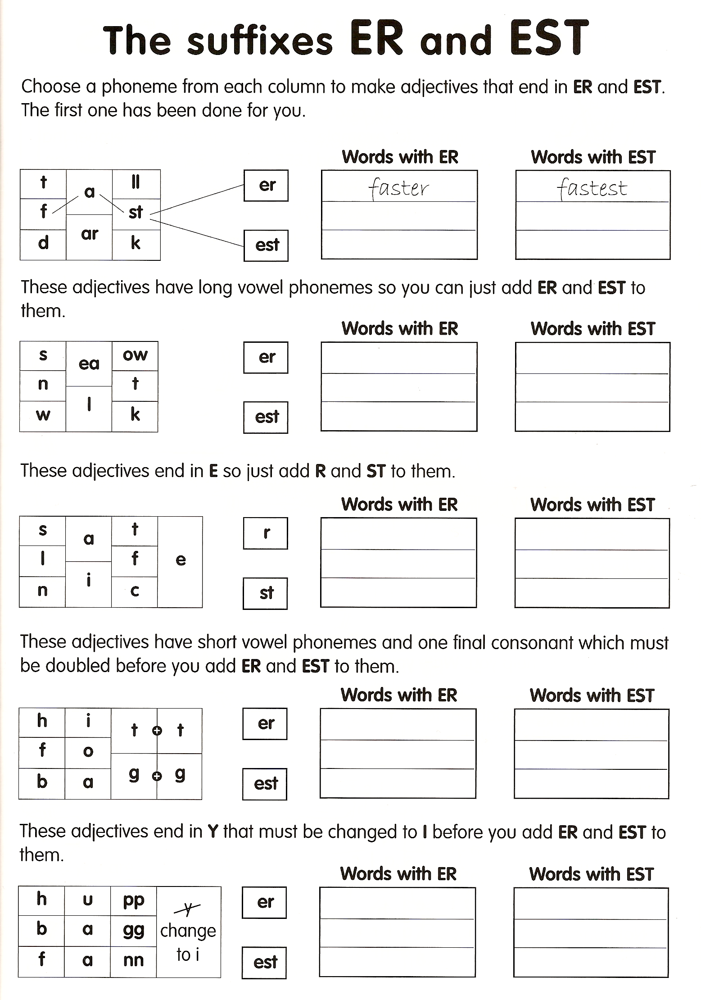 The suffixes ER and EST
Choose a phoneme from each column to make adjectives that end in ER and EST.
The first one has been done for you.
Words with ER Words with EST
t a ll er faster fastest
f st
d ar k est
These adjectives have long vowel phonemes so you can just add ER and EST to
them.
Words with ER Words with EST
s ea ow er
n t
w l k est
These adjectives end in E so just add R and ST to them.
Words with ER Words with EST
s a t r
l f e
n i c st
These adjectives have short vowel phonemes and one final consonant which must
be doubled before you add ER and EST to them.
Words with ER Words with EST
h i t + t er
f o
b a g + g est
These adjectives end in Y that must be changed to I before you add ER and EST to
them.
Words with ER Words with EST
h u pp y er
b a gg change
f a nn to i est